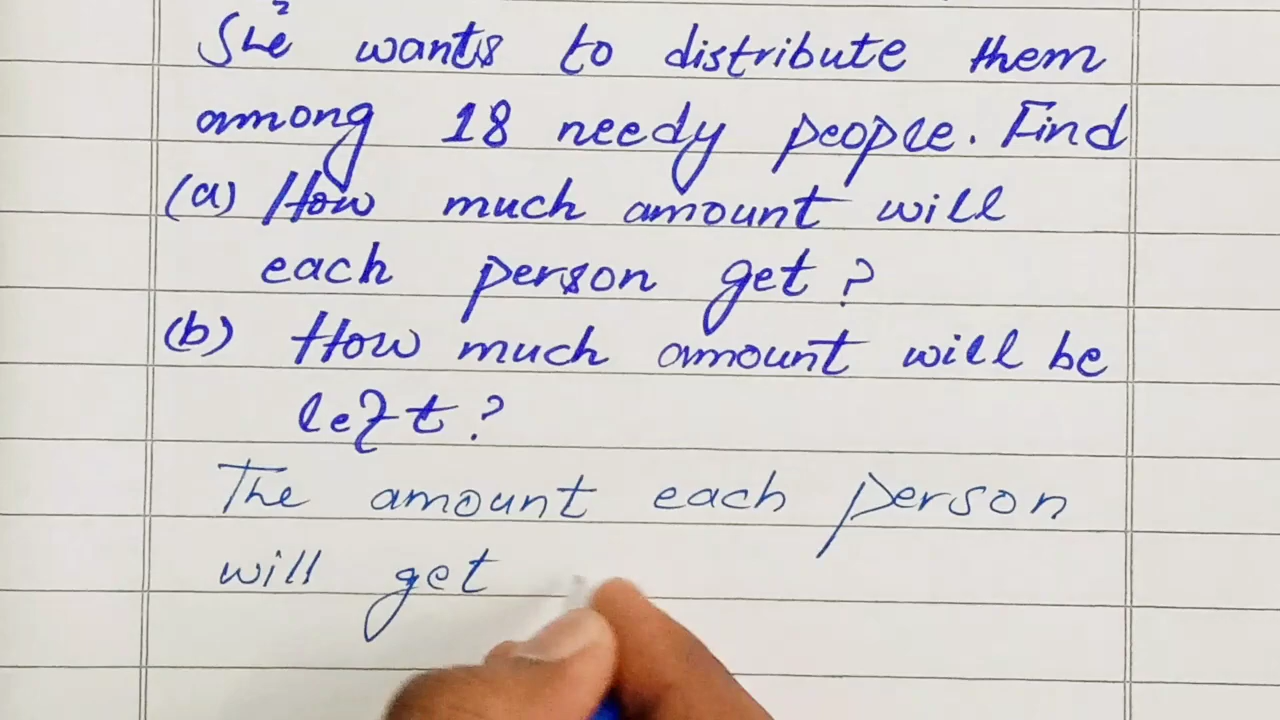 She wants to distribute them
among 18 needy people. Find
(a) How much amount will
each person get?
(b) How much amount will be
left?
The amount each person
will get